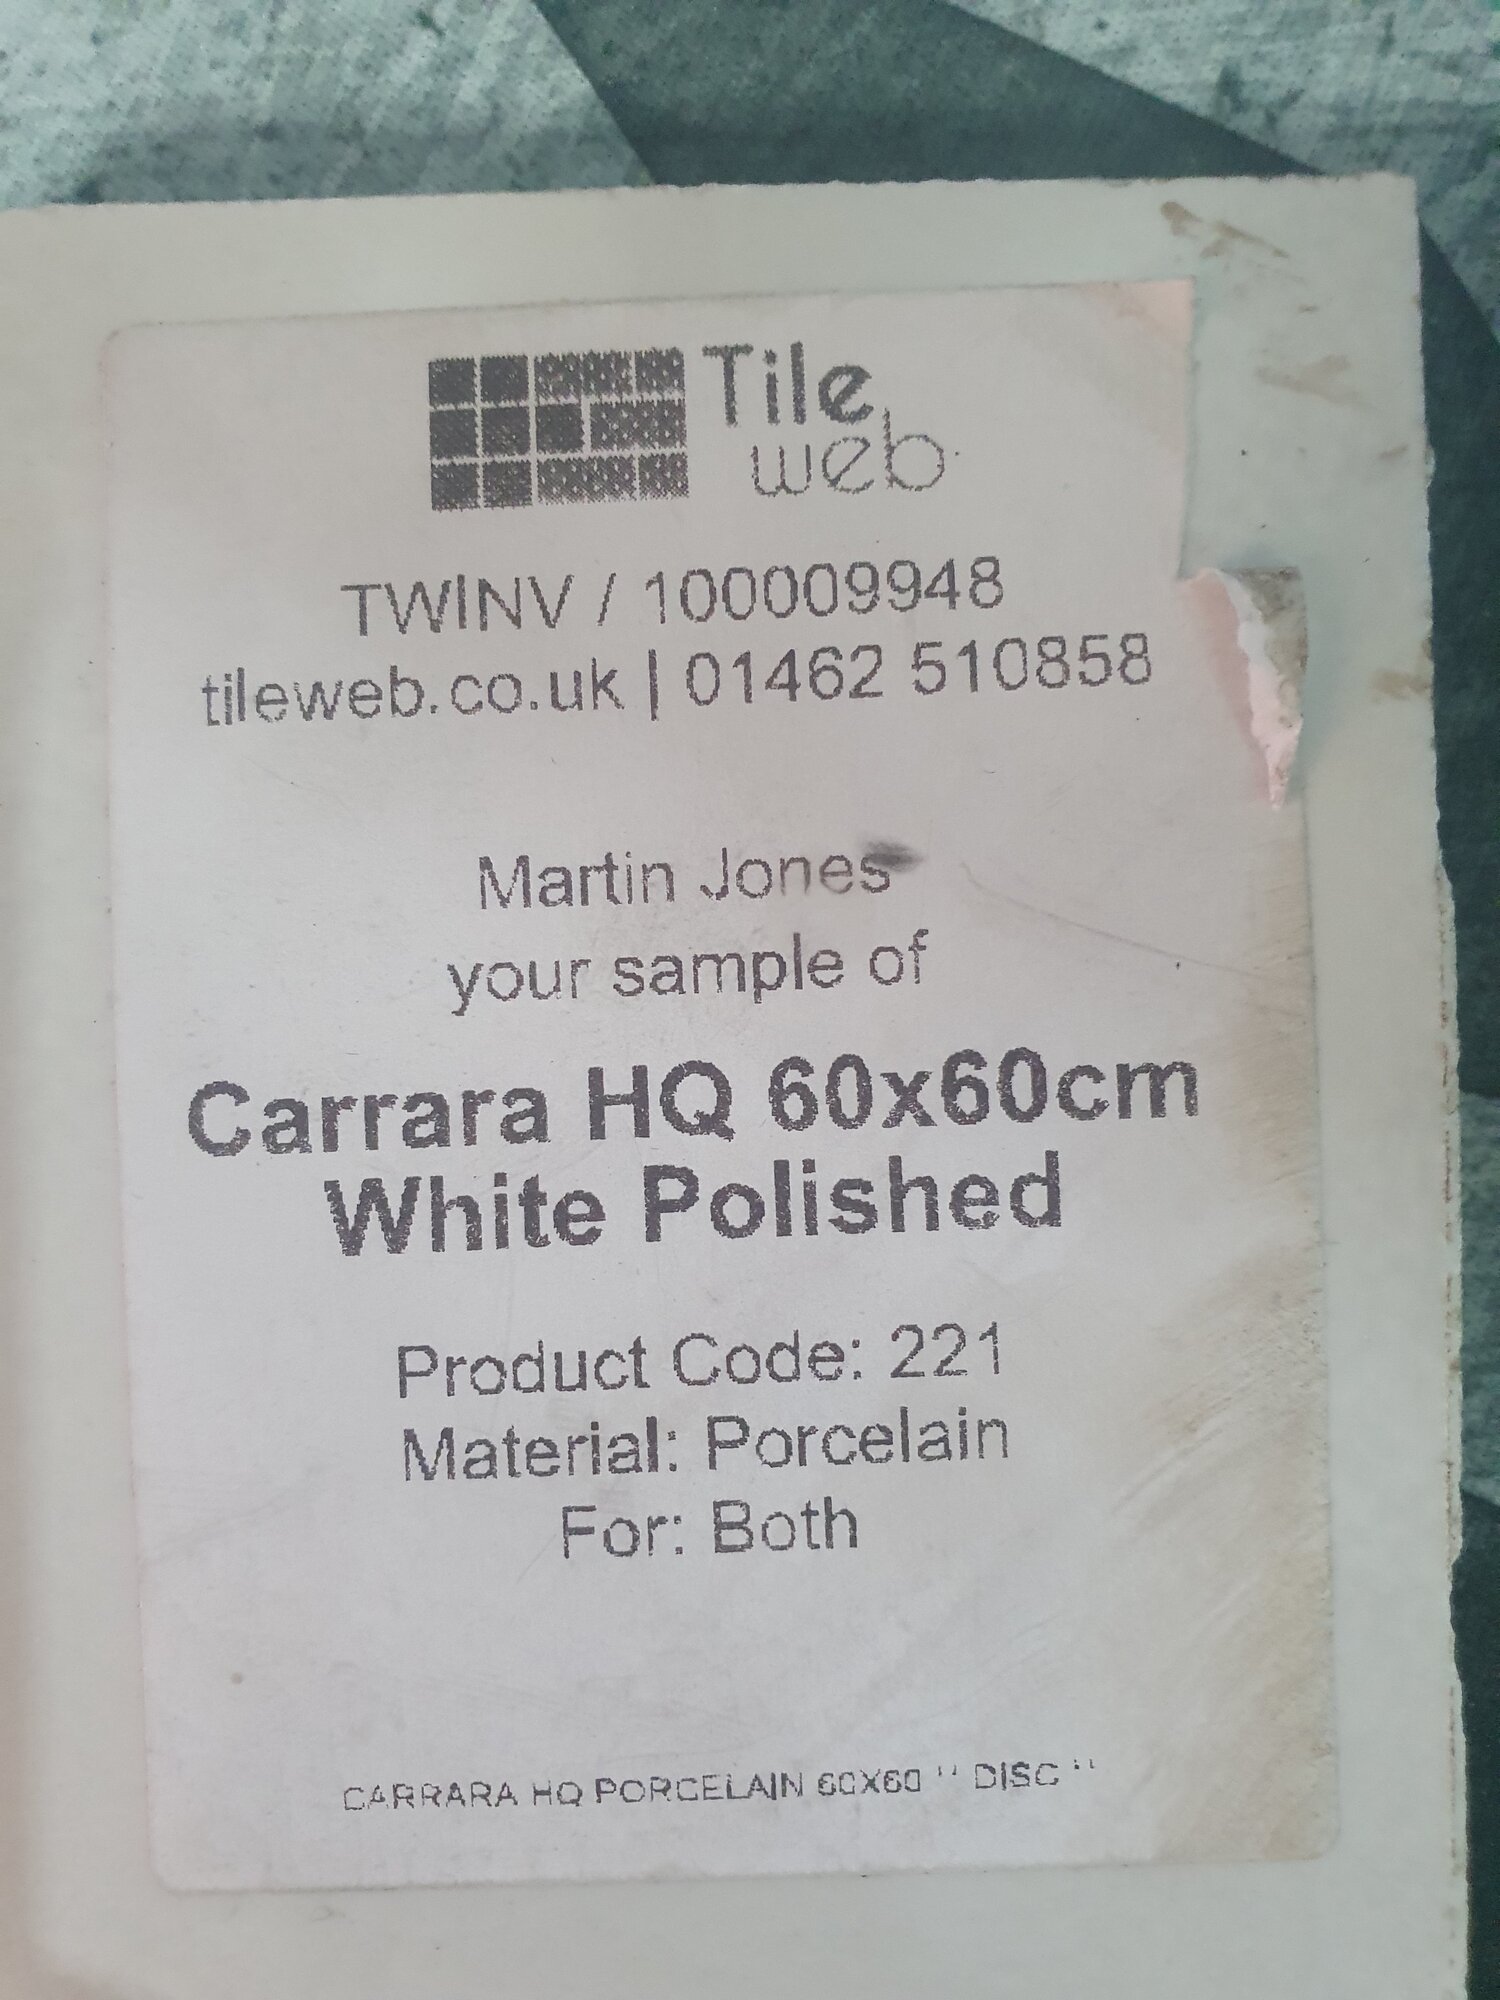 Tile
web
TWINV / 100009948
tileweb.co.uk | 01462 510858
Martin Jones
your sample of
Carrara HQ 60x60cm
White Polished
Product Code: 221
Material: Porcelain
For: Both
CARRARA HQ PORCELAIN 60X60 '' DISC ''